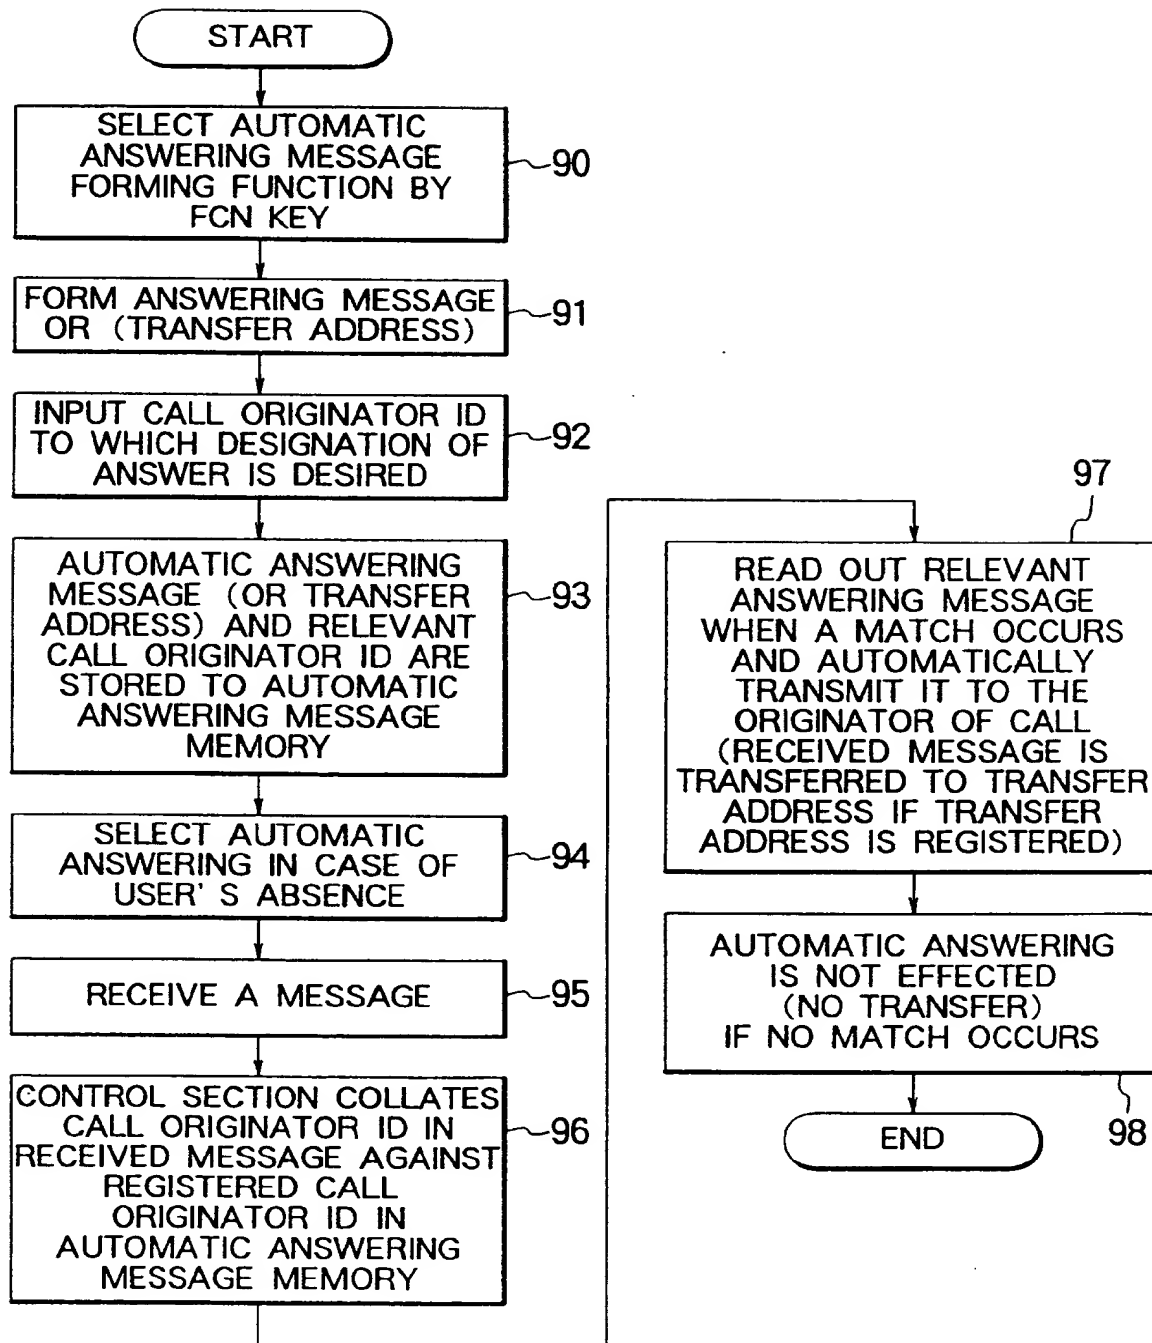 START
SELECT AUTOMATIC
ANSWERING MESSAGE
FORMING FUNCTION BY
FCN KEY
90
FORM ANSWERING MESSAGE
OR (TRANSFER ADDRESS)
91
INPUT CALL ORIGINATOR ID
TO WHICH DESIGNATION OF
ANSWER IS DESIRED
92
AUTOMATIC ANSWERING
MESSAGE (OR TRANSFER
ADDRESS) AND RELEVANT
CALL ORIGINATOR ID ARE
STORED TO AUTOMATIC
ANSWERING MESSAGE
MEMORY
93
SELECT AUTOMATIC
ANSWERING IN CASE OF
USER'S ABSENCE
94
RECEIVE A MESSAGE
95
CONTROL SECTION COLLATES
CALL ORIGINATOR ID IN
RECEIVED MESSAGE AGAINST
REGISTERED CALL
ORIGINATOR ID IN
AUTOMATIC ANSWERING
MESSAGE MEMORY
96
97
READ OUT RELEVANT
ANSWERING MESSAGE
WHEN A MATCH OCCURS
AND AUTOMATICALLY
TRANSMIT IT TO THE
ORIGINATOR OF CALL
(RECEIVED MESSAGE IS
TRANSFERRED TO TRANSFER
ADDRESS IF TRANSFER
ADDRESS IS REGISTERED)
AUTOMATIC ANSWERING
IS NOT EFFECTED
(NO TRANSFER)
IF NO MATCH OCCURS
98
END